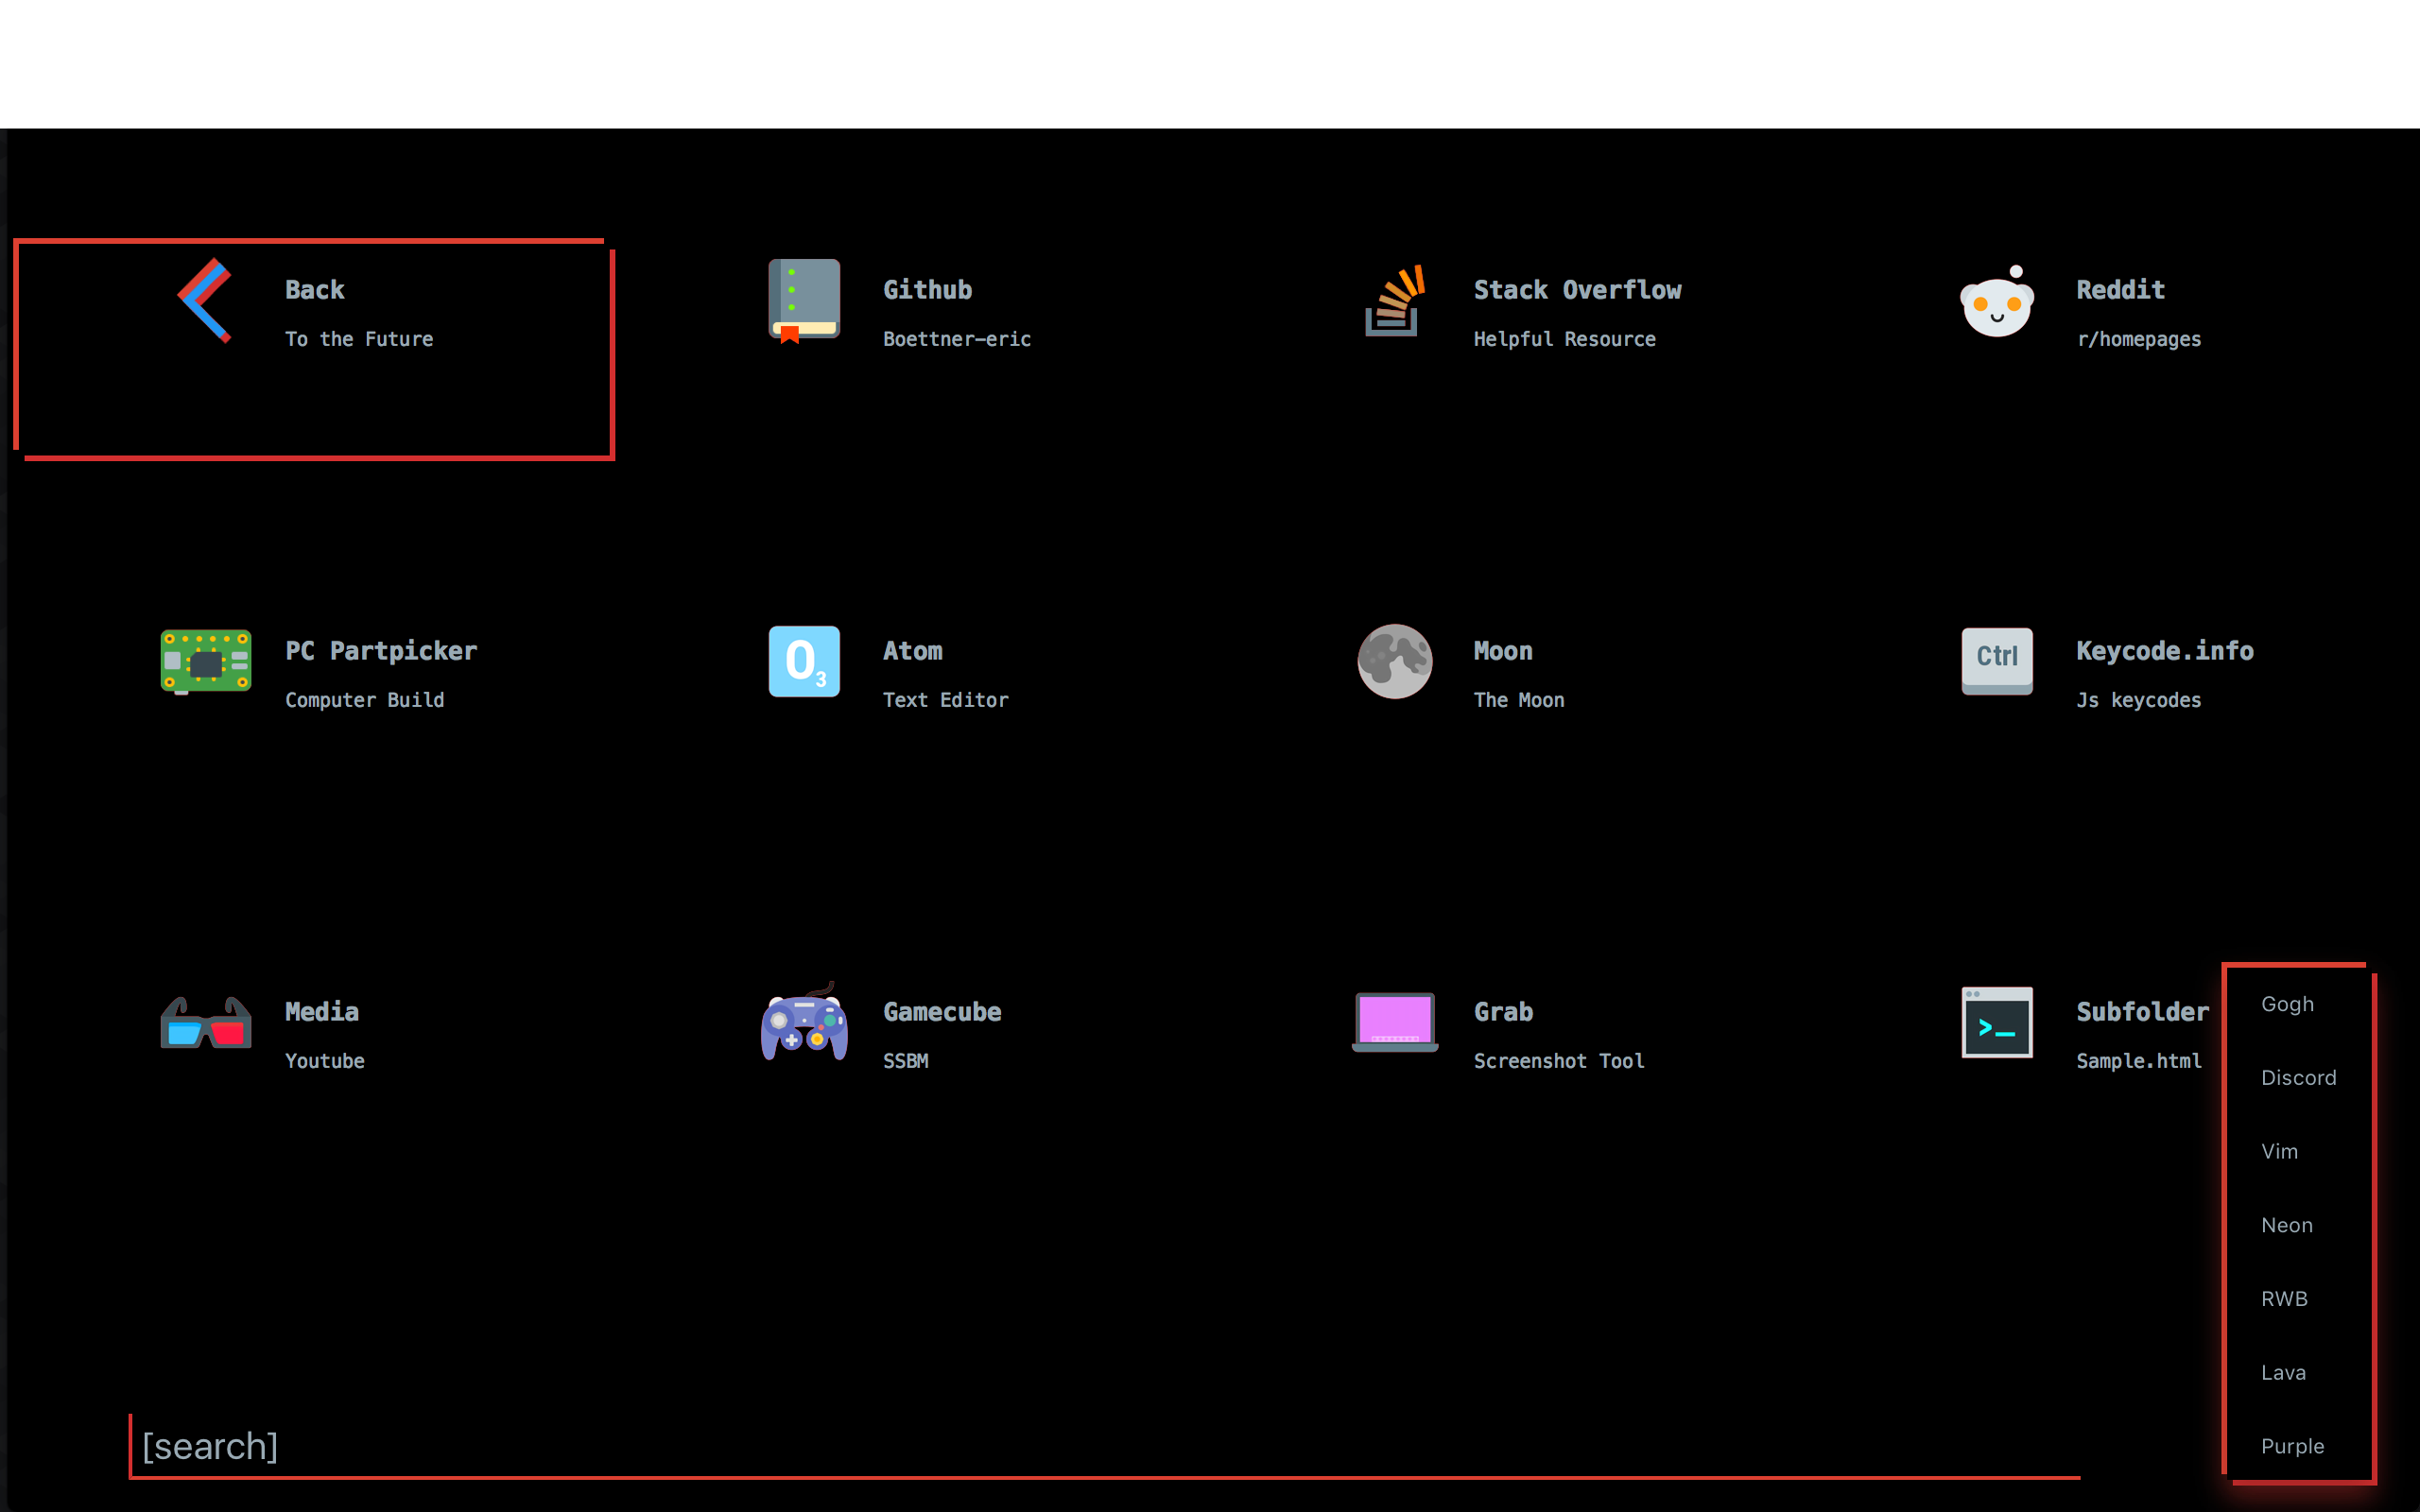 Back
To the Future
Github
Boettner-eric
Stack Overflow
Helpful Resource
Reddit
r/homepages
PC Partpicker
Computer Build
O3
Atom
Text Editor
Moon
The Moon
Ctrl
Keycode.info
Js keycodes
Media
Youtube
Gamecube
SSBM
Grab
Screenshot Tool
>_
Subfolder
Sample.html
Gogh
Discord
Vim
Neon
RWB
Lava
Purple
[search]